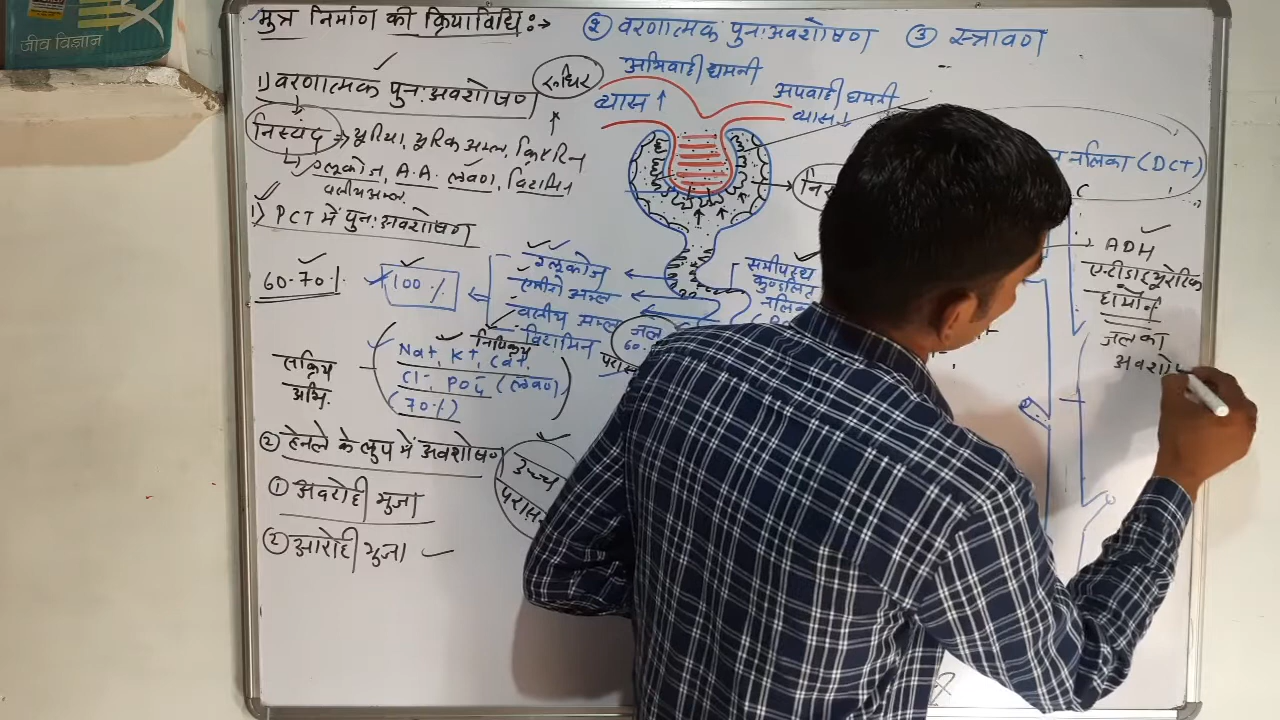 जीव विज्ञान
मुत्र निर्माण की क्रियाविधि :→
② वरणात्मक पुनःअवशोषण ③ स्त्रावण
1) वरणात्मक पुनःअवशोषण
रूधिर
अभिवाही धमनी
व्यास ↑
अपवाही धमनी
व्यास ↓
निस्यंद → यूरिया, यूरिक अम्ल, क्रिएटिन
↳ ग्लूकोज, A.A. लवण, विटामिन
वसीय अम्ल
1) PCT में पुनःअवशोषण
60-70%
100%
ग्लूकोज
एमीनो अम्ल
वसीय अम्ल
विटामिन
निष्क्रिय
जल
60
समीपस्थ
कुण्डलित
नलिका
सक्रिय
अभि.
Na+, K+, Ca+,
Cl-, PO4- (लवण)
(70%)
② हेनले के लुप में अवशोषण
① अवरोही भुजा
② आरोही भुजा
उच्च
नलिका (DCT)
ADH
एन्टीडाइयूरेटिक
हार्मोन
जल का
अवशो